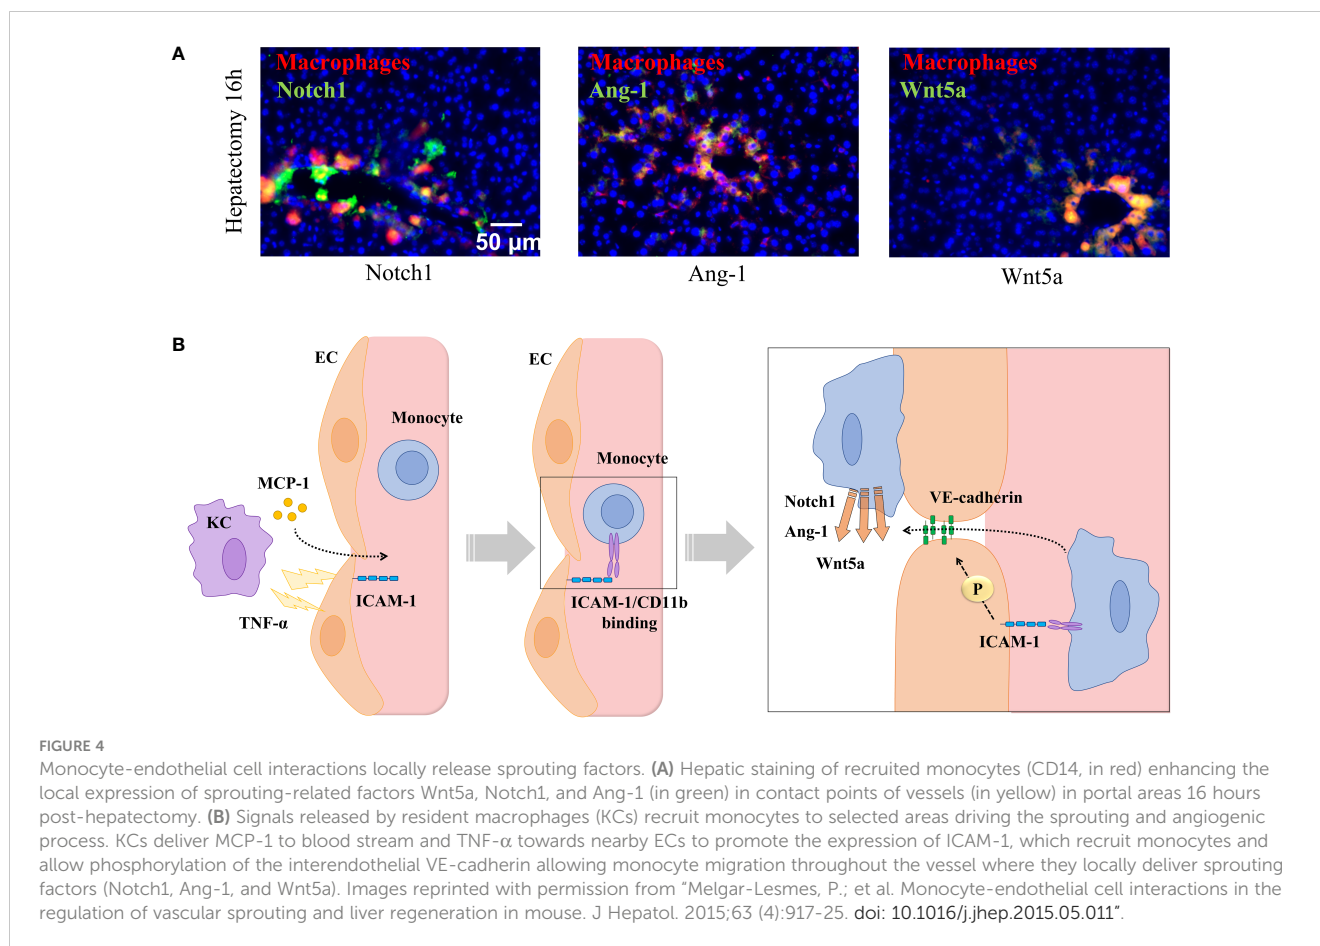 A
Hepatectomy 16h
Macrophages
Notch1
50 µm
Notch1
Macrophages
Ang-1
Ang-1
Macrophages
Wnt5a
Wnt5a
B
EC
Monocyte
MCP-1
KC
ICAM-1
TNF-α
EC
Monocyte
ICAM-1/CD11b
binding
Notch1
Ang-1
Wnt5a
VE-cadherin
P
ICAM-1
FIGURE 4
Monocyte-endothelial cell interactions locally release sprouting factors. (A) Hepatic staining of recruited monocytes (CD14, in red) enhancing the
local expression of sprouting-related factors Wnt5a, Notch1, and Ang-1 (in green) in contact points of vessels (in yellow) in portal areas 16 hours
post-hepatectomy. (B) Signals released by resident macrophages (KCs) recruit monocytes to selected areas driving the sprouting and angiogenic
process. KCs deliver MCP-1 to blood stream and TNF-α towards nearby ECs to promote the expression of ICAM-1, which recruit monocytes and
allow phosphorylation of the interendothelial VE-cadherin allowing monocyte migration throughout the vessel where they locally deliver sprouting
factors (Notch1, Ang-1, and Wnt5a). Images reprinted with permission from “Melgar-Lesmes, P.; et al. Monocyte-endothelial cell interactions in the
regulation of vascular sprouting and liver regeneration in mouse. J Hepatol. 2015;63 (4):917-25. doi: 10.1016/j.jhep.2015.05.011”.